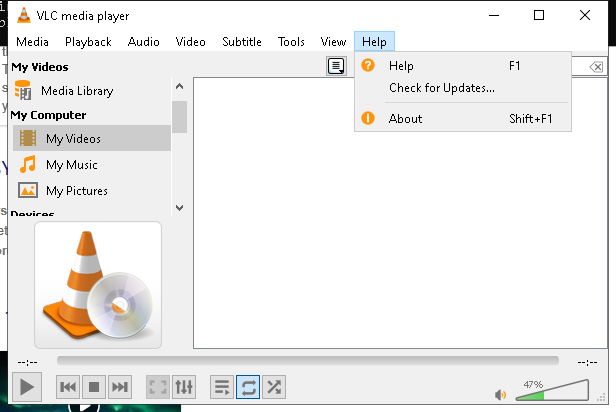 VLC media player
Media Playback Audio Video Subtitle Tools View Help
My Videos
Media Library
My Computer
My Videos
My Music
My Pictures
Devices
Help F1
Check for Updates...
About Shift+F1
--:-- --:--
47%